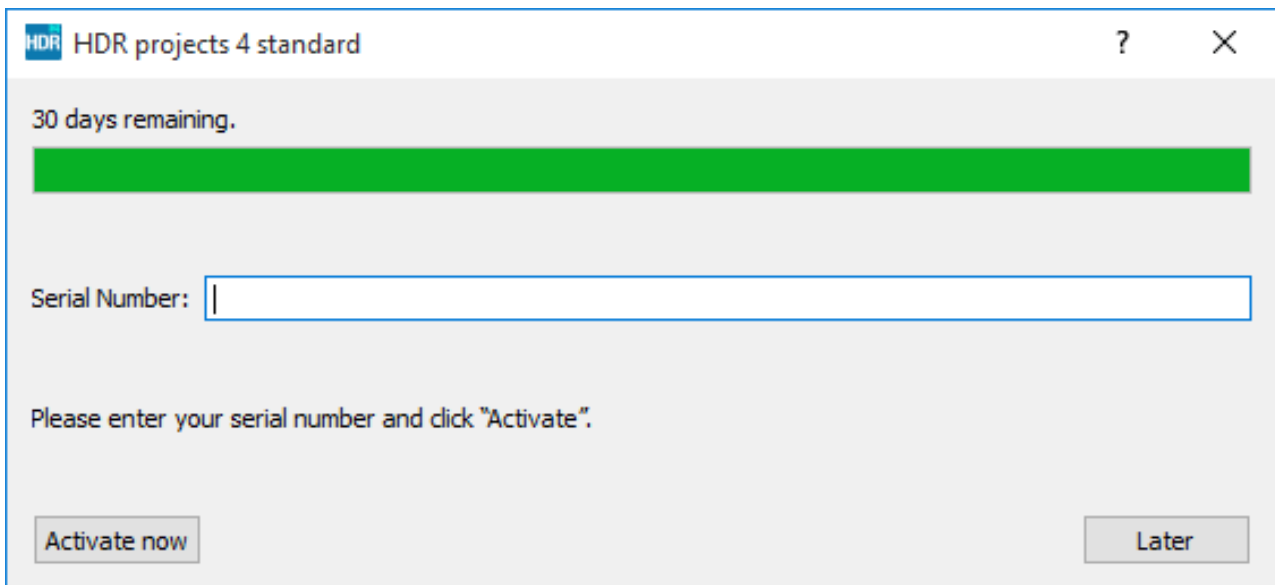 HDR HDR projects 4 standard ?
30 days remaining.
Serial Number:
Please enter your serial number and click “Activate”.
Activate now Later